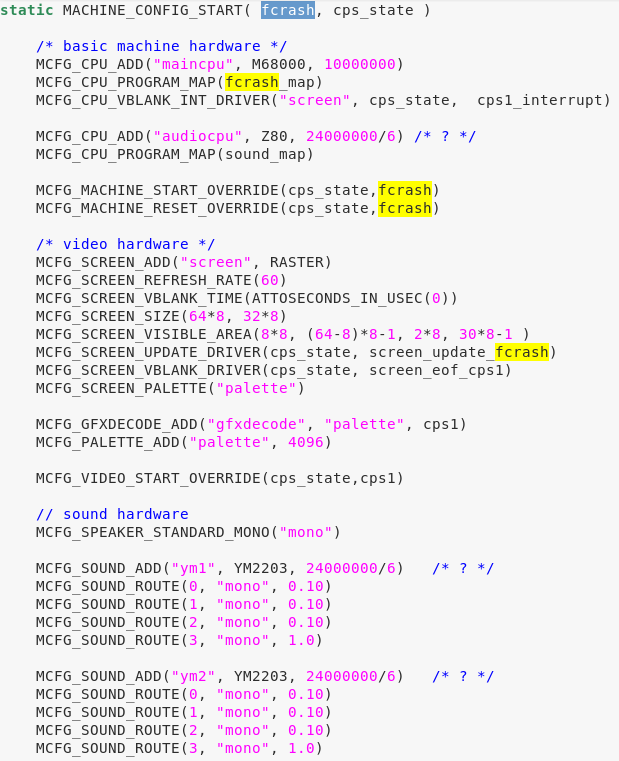 static MACHINE_CONFIG_START( fcrash, cps_state )
/* basic machine hardware */
MCFG_CPU_ADD("maincpu", M68000, 10000000)
MCFG_CPU_PROGRAM_MAP(fcrash_map)
MCFG_CPU_VBLANK_INT_DRIVER("screen", cps_state,  cps1_interrupt)
MCFG_CPU_ADD("audiocpu", Z80, 24000000/6) /* ? */
MCFG_CPU_PROGRAM_MAP(sound_map)
MCFG_MACHINE_START_OVERRIDE(cps_state,fcrash)
MCFG_MACHINE_RESET_OVERRIDE(cps_state,fcrash)
/* video hardware */
MCFG_SCREEN_ADD("screen", RASTER)
MCFG_SCREEN_REFRESH_RATE(60)
MCFG_SCREEN_VBLANK_TIME(ATTOSECONDS_IN_USEC(0))
MCFG_SCREEN_SIZE(64*8, 32*8)
MCFG_SCREEN_VISIBLE_AREA(8*8, (64-8)*8-1, 2*8, 30*8-1 )
MCFG_SCREEN_UPDATE_DRIVER(cps_state, screen_update_fcrash)
MCFG_SCREEN_VBLANK_DRIVER(cps_state, screen_eof_cps1)
MCFG_SCREEN_PALETTE("palette")
MCFG_GFXDECODE_ADD("gfxdecode", "palette", cps1)
MCFG_PALETTE_ADD("palette", 4096)
MCFG_VIDEO_START_OVERRIDE(cps_state,cps1)
// sound hardware
MCFG_SPEAKER_STANDARD_MONO("mono")
MCFG_SOUND_ADD("ym1", YM2203, 24000000/6)   /* ? */
MCFG_SOUND_ROUTE(0, "mono", 0.10)
MCFG_SOUND_ROUTE(1, "mono", 0.10)
MCFG_SOUND_ROUTE(2, "mono", 0.10)
MCFG_SOUND_ROUTE(3, "mono", 1.0)
MCFG_SOUND_ADD("ym2", YM2203, 24000000/6)   /* ? */
MCFG_SOUND_ROUTE(0, "mono", 0.10)
MCFG_SOUND_ROUTE(1, "mono", 0.10)
MCFG_SOUND_ROUTE(2, "mono", 0.10)
MCFG_SOUND_ROUTE(3, "mono", 1.0)